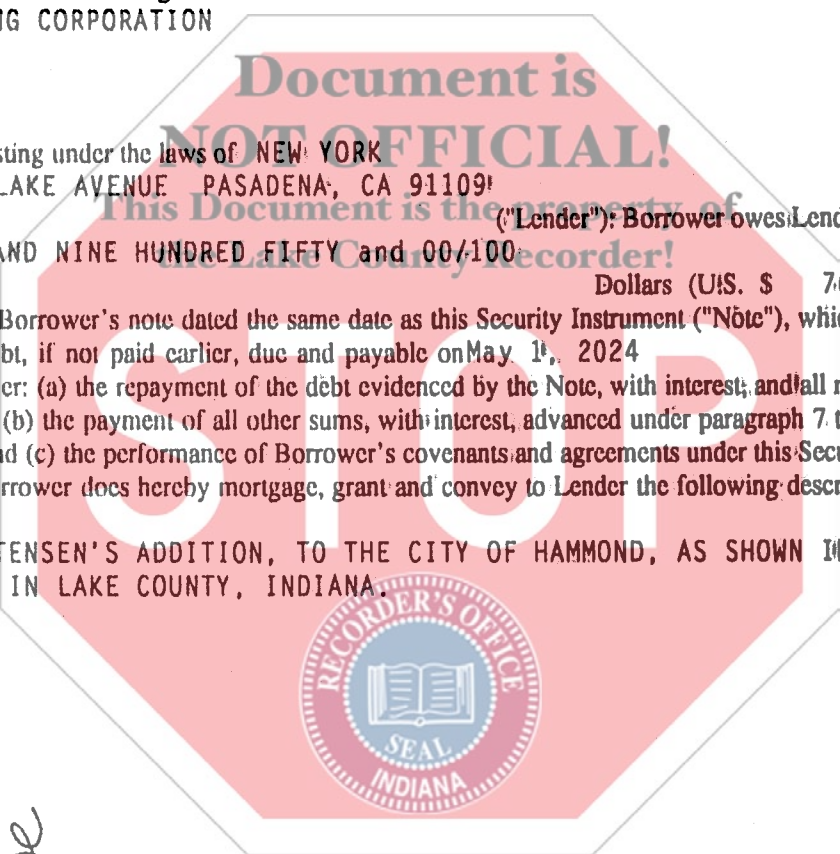 NG CORPORATION
Document is
NOT OFFICIAL!
sting under the laws of NEW YORK
LAKE AVENUE PASADENA, CA 91109
This Document is the property of
("Lender"). Borrower owes Lend
AND NINE HUNDRED FIFTY and 00/100
the Lake County Recorder!
Dollars (U.S. $ 7
Borrower's note dated the same date as this Security Instrument ("Note"), whi
bt, if not paid earlier, due and payable on May 1, 2024
er: (a) the repayment of the debt evidenced by the Note, with interest, and all r
(b) the payment of all other sums, with interest, advanced under paragraph 7 t
d (c) the performance of Borrower's covenants and agreements under this Secu
rrower does hereby mortgage, grant and convey to Lender the following descr
STOP
TENSEN'S ADDITION, TO THE CITY OF HAMMOND, AS SHOWN I
IN LAKE COUNTY, INDIANA.
RECORDER'S OFFICE
SEAL
INDIANA